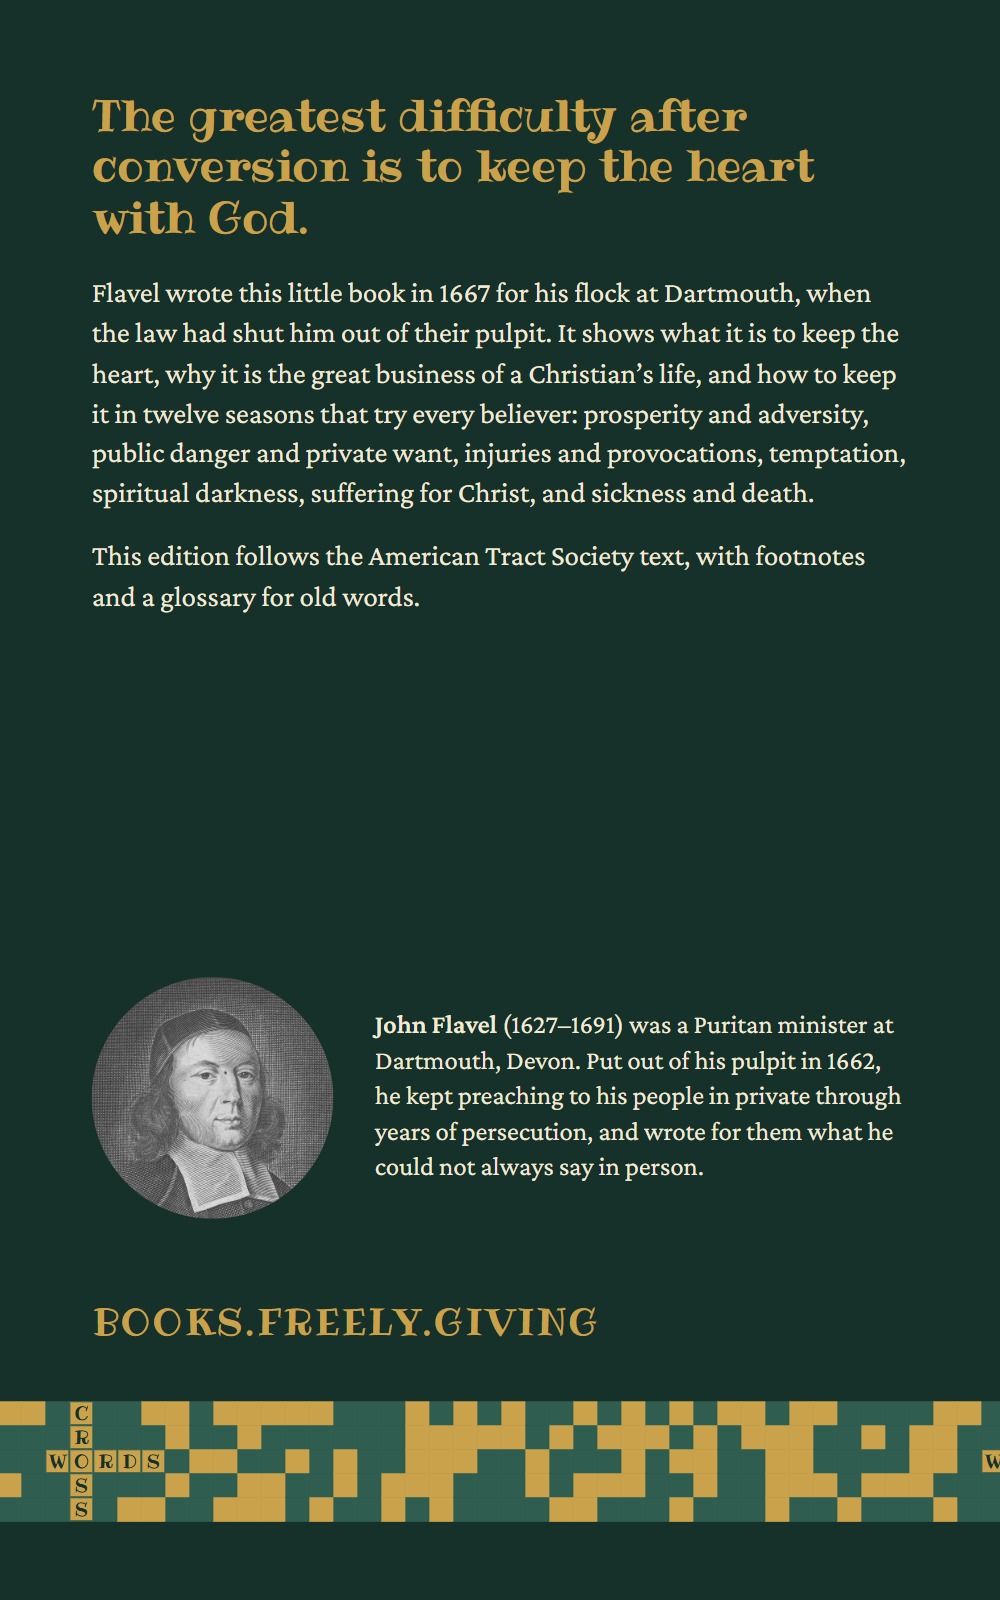 The greatest difficulty after
conversion is to keep the heart
with God.
Flavel wrote this little book in 1667 for his flock at Dartmouth, when
the law had shut him out of their pulpit. It shows what it is to keep the
heart, why it is the great business of a Christian’s life, and how to keep
it in twelve seasons that try every believer: prosperity and adversity,
public danger and private want, injuries and provocations, temptation,
spiritual darkness, suffering for Christ, and sickness and death.
This edition follows the American Tract Society text, with footnotes
and a glossary for old words.
John Flavel (1627–1691) was a Puritan minister at
Dartmouth, Devon. Put out of his pulpit in 1662,
he kept preaching to his people in private through
years of persecution, and wrote for them what he
could not always say in person.
BOOKS.FREELY.GIVING
CROSS
WORDS
W